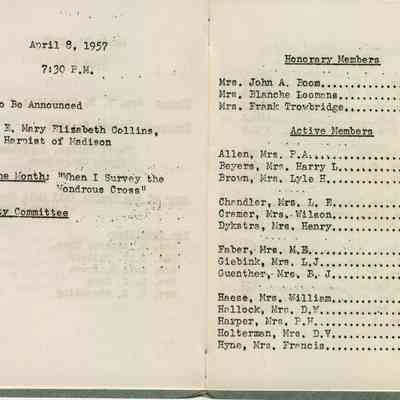 April 8, 1957
7:30 P.M.
o Be Announced
E. Mary Elizabeth Collins,
Harpist of Madison
he Month: "When I Survey the
Wondrous Cross"
ty Committee
Honorary Members
Mrs. John A. Boom....................
Mrs. Blanche Loomans.................
Mrs. Frank Trowbridge................
Active Members
Allen, Mrs. F.A......................
Beyers, Mrs. Harry L.................
Brown, Mrs. Lyle H...................
Chandler, Mrs. L. E..................
Cramer, Mrs. Wilson..................
Dykstra, Mrs. Henry..................
Faber, Mrs. M.E......................
Giebink, Mrs. L.J....................
Guenther, Mrs. B. J..................
Haese, Mrs. William..................
Hallock, Mrs. D.W....................
Harper, Mrs. P.H.....................
Holterman, Mrs. D.V..................
Hyne, Mrs. Francis...................